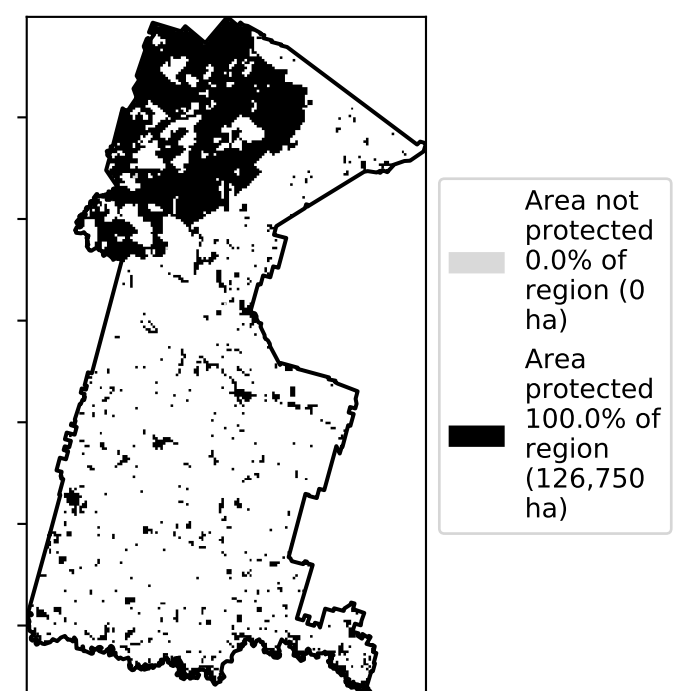 Area not
protected
0.0% of
region (0
ha)
Area
protected
100.0% of
region
(126,750
ha)